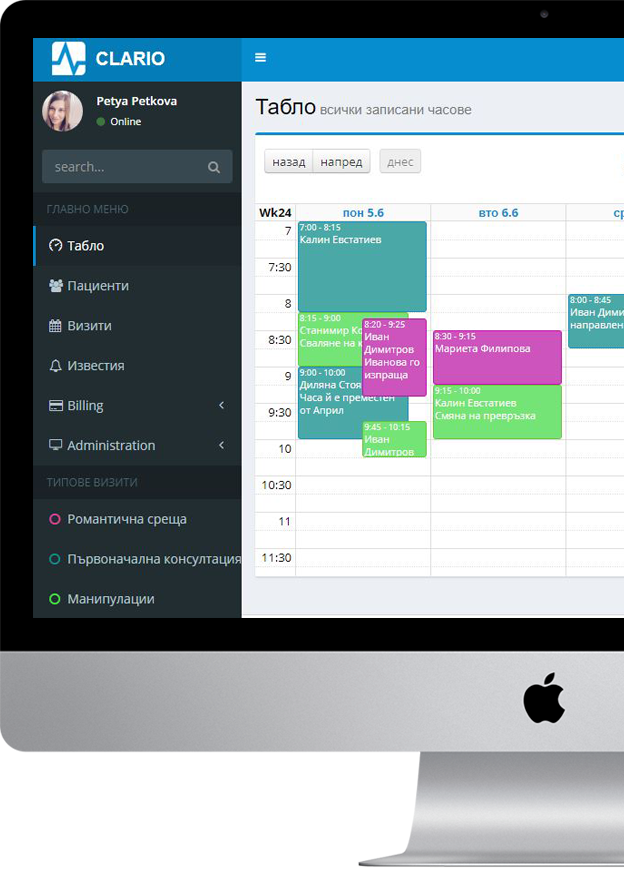 CLARIO
Petya Petkova
Online
search...
ГЛАВНО МЕНЮ
Табло
Пациенти
Визити
Известия
Billing
Administration
ТИПОВЕ ВИЗИТИ
Романтична среща
Първоначална консултация
Манипулации
Табло всички записани часове
назад напред днес
Wk24 пон 5.6 вто 6.6 ср
7
7:30
8
8:30
9
9:30
10
10:30
11
11:30
7:00 - 8:15
Калин Евстатиев
8:15 - 9:00
Станимир Ко
Сваляне на к
8:20 - 9:25
Иван
Димитров
Иванова го
изпраща
9:00 - 10:00
Диляна Стоя
Часа й е преместен
от Април
9:45 - 10:15
Иван
Димитров
8:30 - 9:15
Мариета Филипова
9:15 - 10:00
Калин Евстатиев
Смяна на превръзка
8:00 - 8:45
Иван Дими
направлен